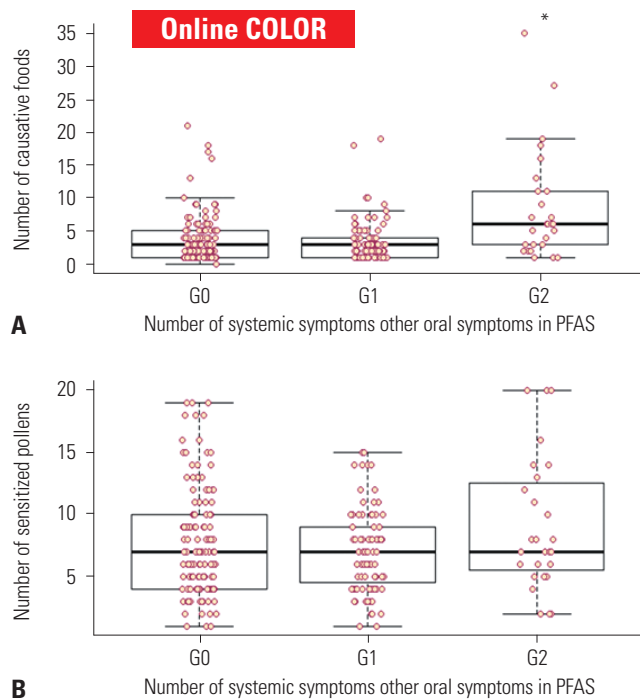 Online COLOR
*
35
30
25
20
15
10
5
0
Number of causative foods
G0 G1 G2
A Number of systemic symptoms other oral symptoms in PFAS
20
15
10
5
Number of sensitized pollens
G0 G1 G2
B Number of systemic symptoms other oral symptoms in PFAS